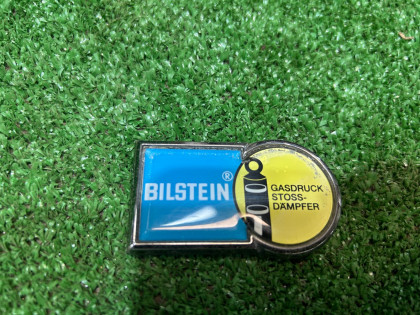 BILSTEIN®
GASDRUCK
STOSS-
DÄMPFER